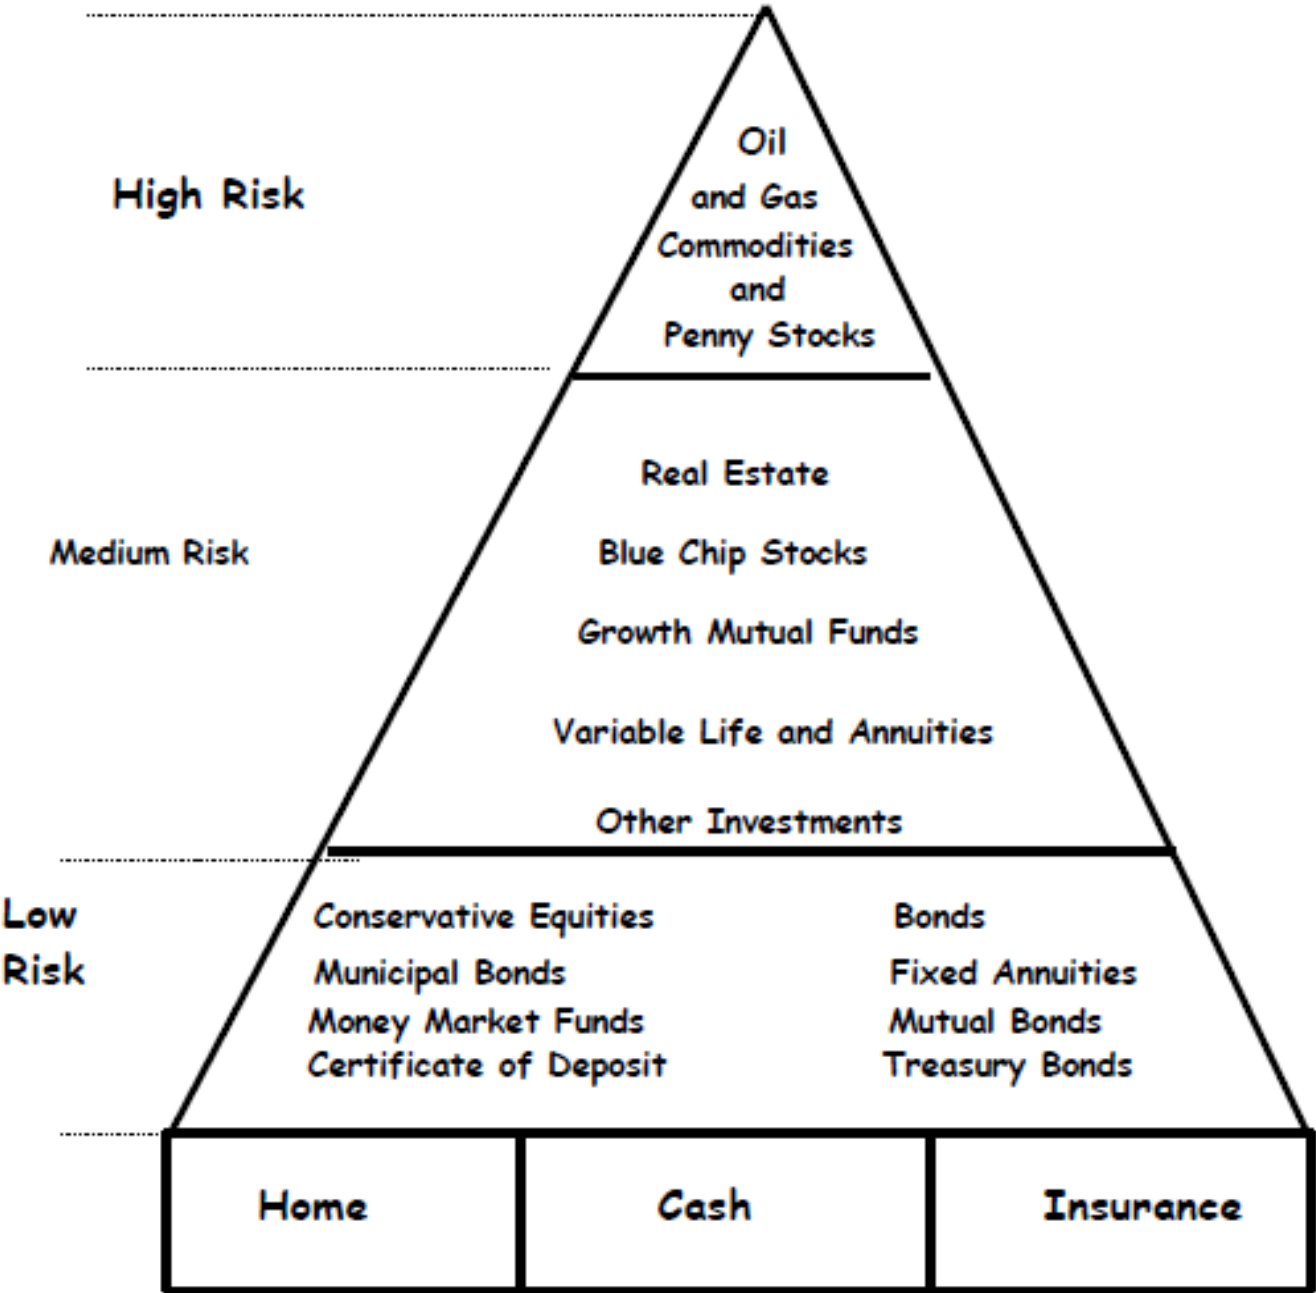 Oil
High Risk
and Gas
Commodities
and
Penny Stocks
Real Estate
Medium Risk
Blue Chip Stocks
Growth Mutual Funds
Variable Life and Annuities
Other Investments
Low
Risk
Conservative Equities
Municipal Bonds
Money Market Funds
Certificate of Deposit
Bonds
Fixed Annuities
Mutual Bonds
Treasury Bonds
Home
Cash
Insurance